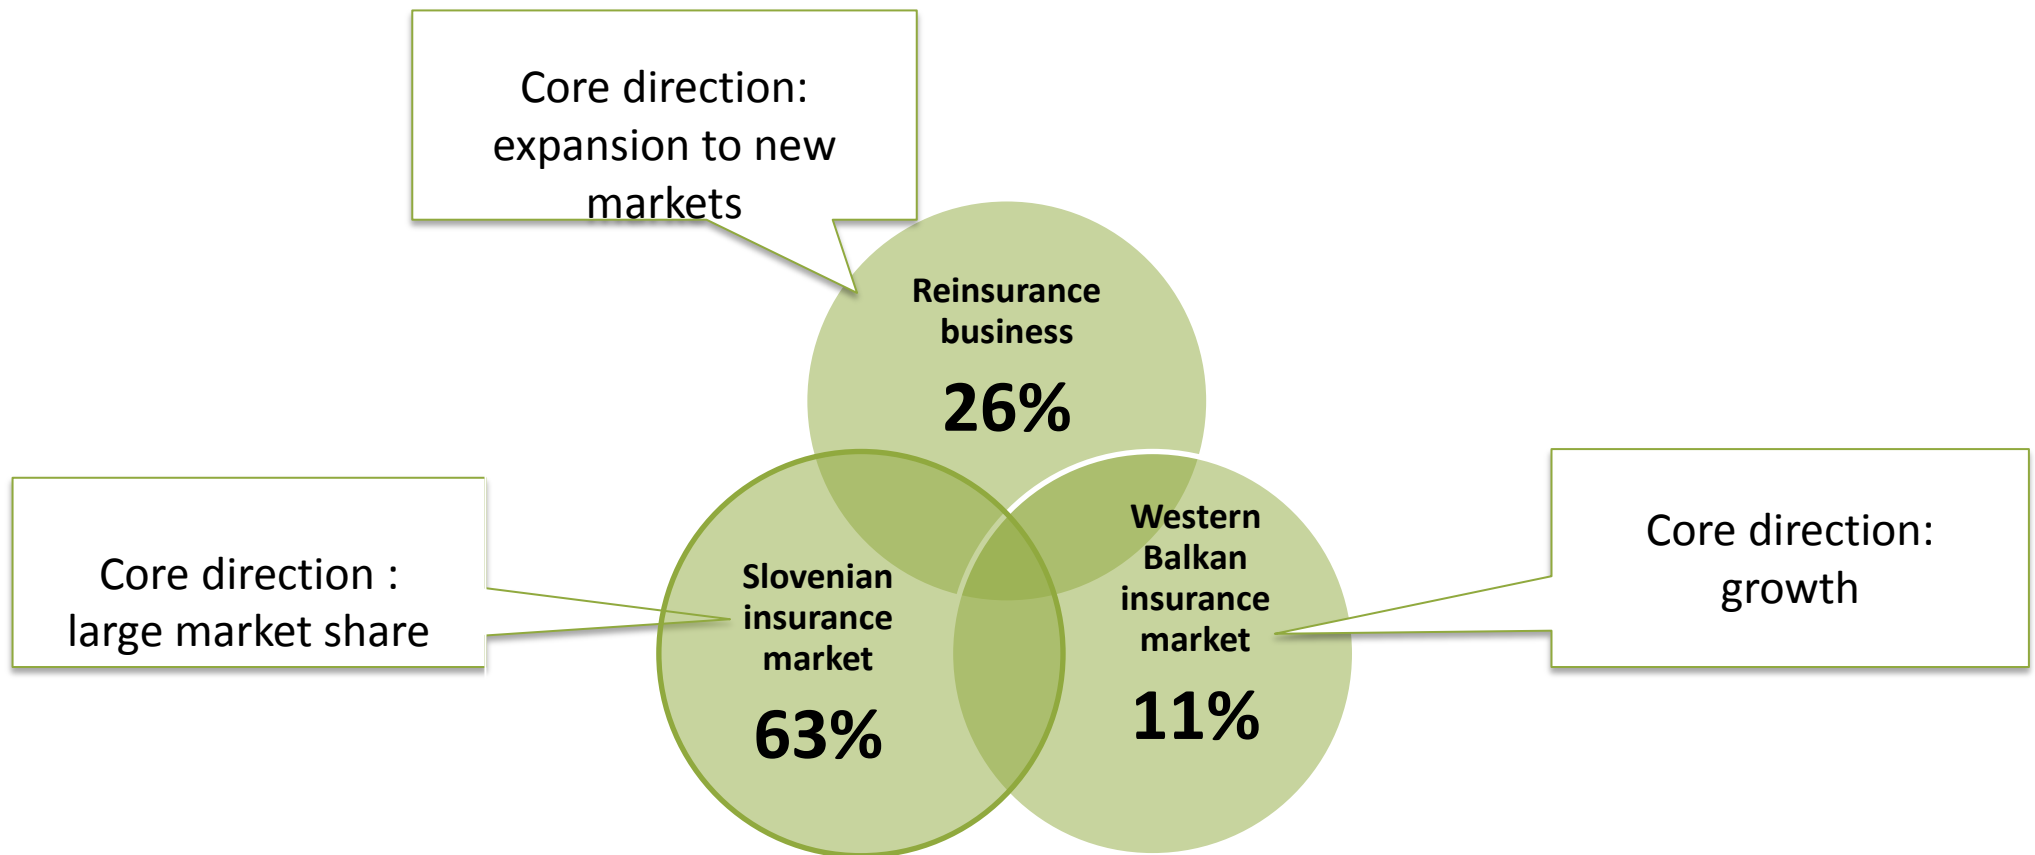 Core direction:
expansion to new
markets
Reinsurance
business
26%
Core direction :
large market share
Slovenian
insurance
market
63%
Western
Balkan
insurance
market
11%
Core direction:
growth